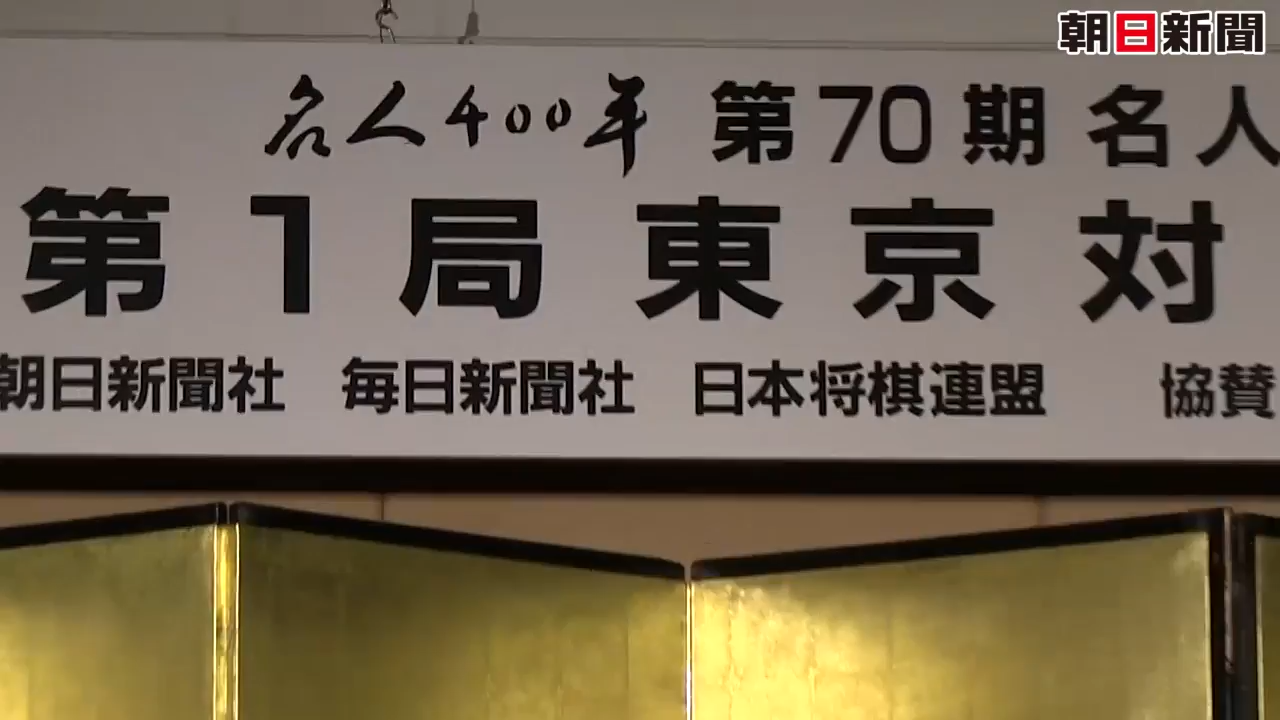 朝日新聞
名人400年 第70期 名人
第1局 東京対
朝日新聞社 毎日新聞社 日本将棋連盟 協賛